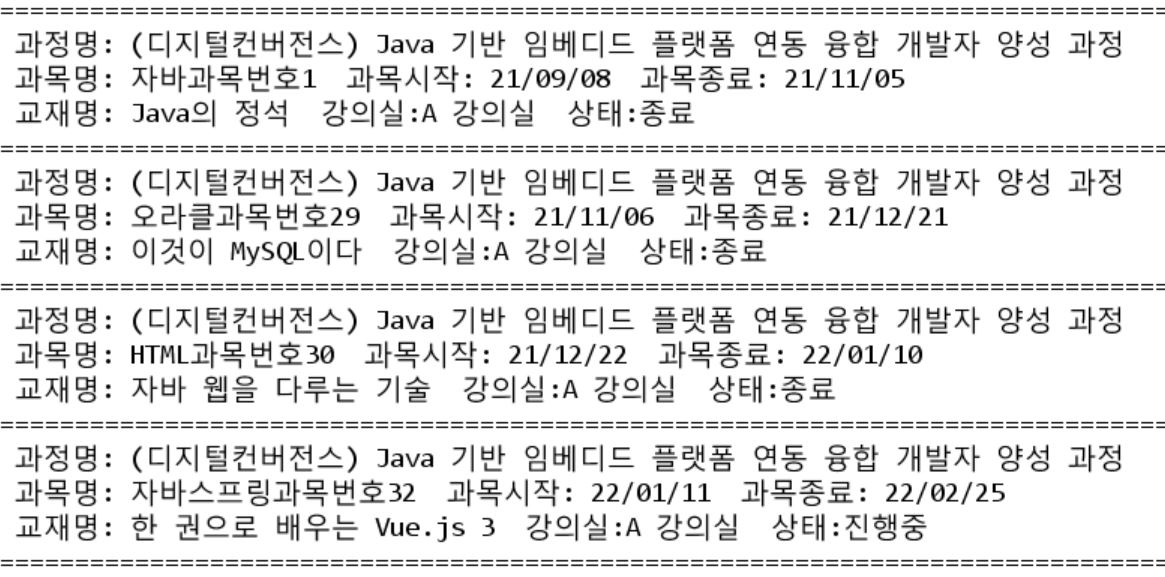 ================================================================================
과정명: (디지털컨버전스) Java 기반 임베디드 플랫폼 연동 융합 개발자 양성 과정
과목명: 자바과목번호1  과목시작: 21/09/08  과목종료: 21/11/05
교재명: Java의 정석  강의실:A 강의실  상태:종료
================================================================================
과정명: (디지털컨버전스) Java 기반 임베디드 플랫폼 연동 융합 개발자 양성 과정
과목명: 오라클과목번호29  과목시작: 21/11/06  과목종료: 21/12/21
교재명: 이것이 MySQL이다  강의실:A 강의실  상태:종료
================================================================================
과정명: (디지털컨버전스) Java 기반 임베디드 플랫폼 연동 융합 개발자 양성 과정
과목명: HTML과목번호30  과목시작: 21/12/22  과목종료: 22/01/10
교재명: 자바 웹을 다루는 기술  강의실:A 강의실  상태:종료
================================================================================
과정명: (디지털컨버전스) Java 기반 임베디드 플랫폼 연동 융합 개발자 양성 과정
과목명: 자바스프링과목번호32  과목시작: 22/01/11  과목종료: 22/02/25
교재명: 한 권으로 배우는 Vue.js 3  강의실:A 강의실  상태:진행중
================================================================================